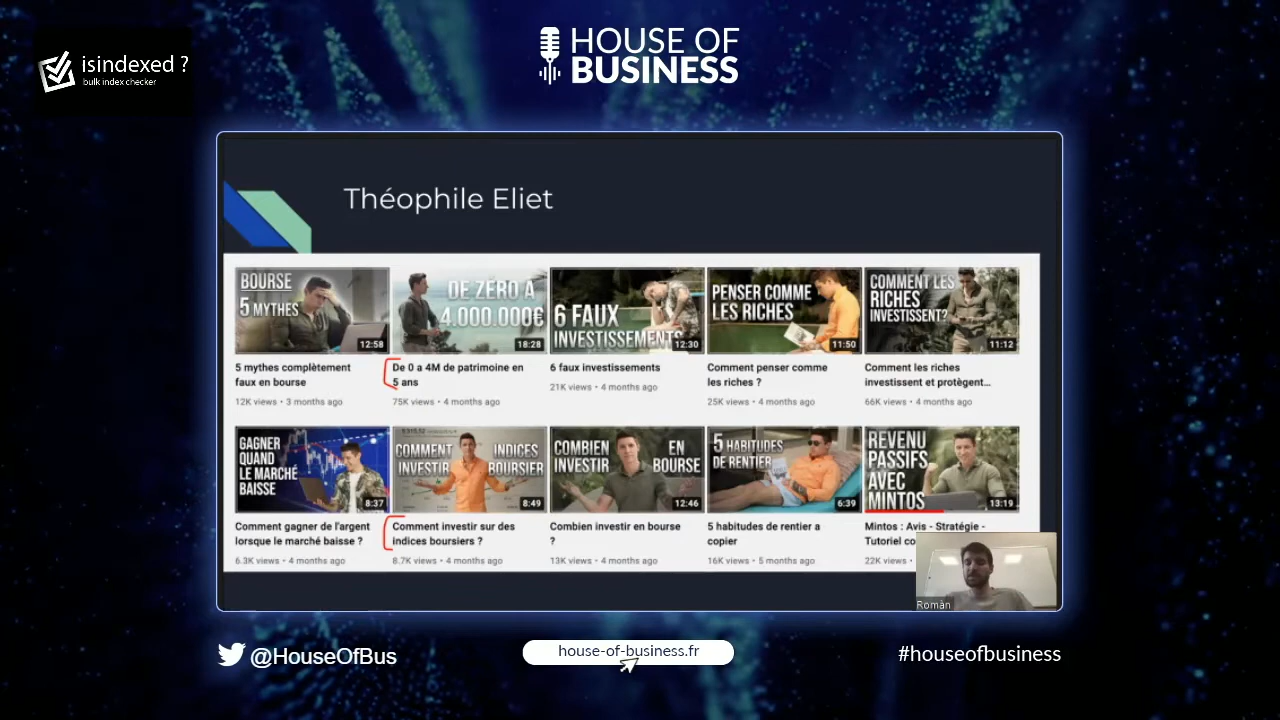 isindexed ?
bulk index checker
HOUSE OF
BUSINESS
Théophile Eliet
BOURSE
5 MYTHES
12:58
DE ZÉRO À
4.000.000€
18:28
6 FAUX
INVESTISSEMENTS
12:30
PENSER COMME
LES RICHES
11:50
COMMENT LES
RICHES
INVESTISSENT?
11:12
5 mythes complètement
faux en bourse
12K views • 3 months ago
De 0 a 4M de patrimoine en
5 ans
75K views • 4 months ago
6 faux investissements
21K views • 4 months ago
Comment penser comme
les riches ?
25K views • 4 months ago
Comment les riches
investissent et protègent...
66K views • 4 months ago
GAGNER
QUAND
LE MARCHÉ
BAISSE
8:37
COMMENT INDICES
INVESTIR BOURSIER
8:49
COMBIEN EN
INVESTIR BOURSE
12:46
5 HABITUDES
DE RENTIER
6:39
REVENU
PASSIFS
AVEC
MINTOS
13:19
Comment gagner de l'argent
lorsque le marché baisse ?
6.3K views • 4 months ago
Comment investir sur des
indices boursiers ?
8.7K views • 4 months ago
Combien investir en bourse
?
13K views • 4 months ago
5 habitudes de rentier a
copier
16K views • 5 months ago
Mintos : Avis - Stratégie -
Tutoriel co
22K views •
Romàn
@HouseOfBus
house-of-business.fr
#houseofbusiness